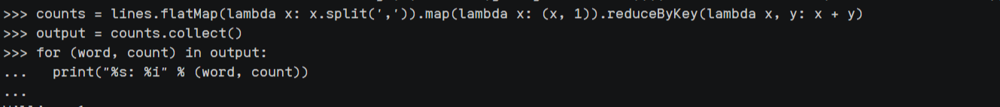 >>> counts = lines.flatMap(lambda x: x.split(',')).map(lambda x: (x, 1)).reduceByKey(lambda x, y: x + y)
>>> output = counts.collect()
>>> for (word, count) in output:
...   print("%s: %i" % (word, count))
...